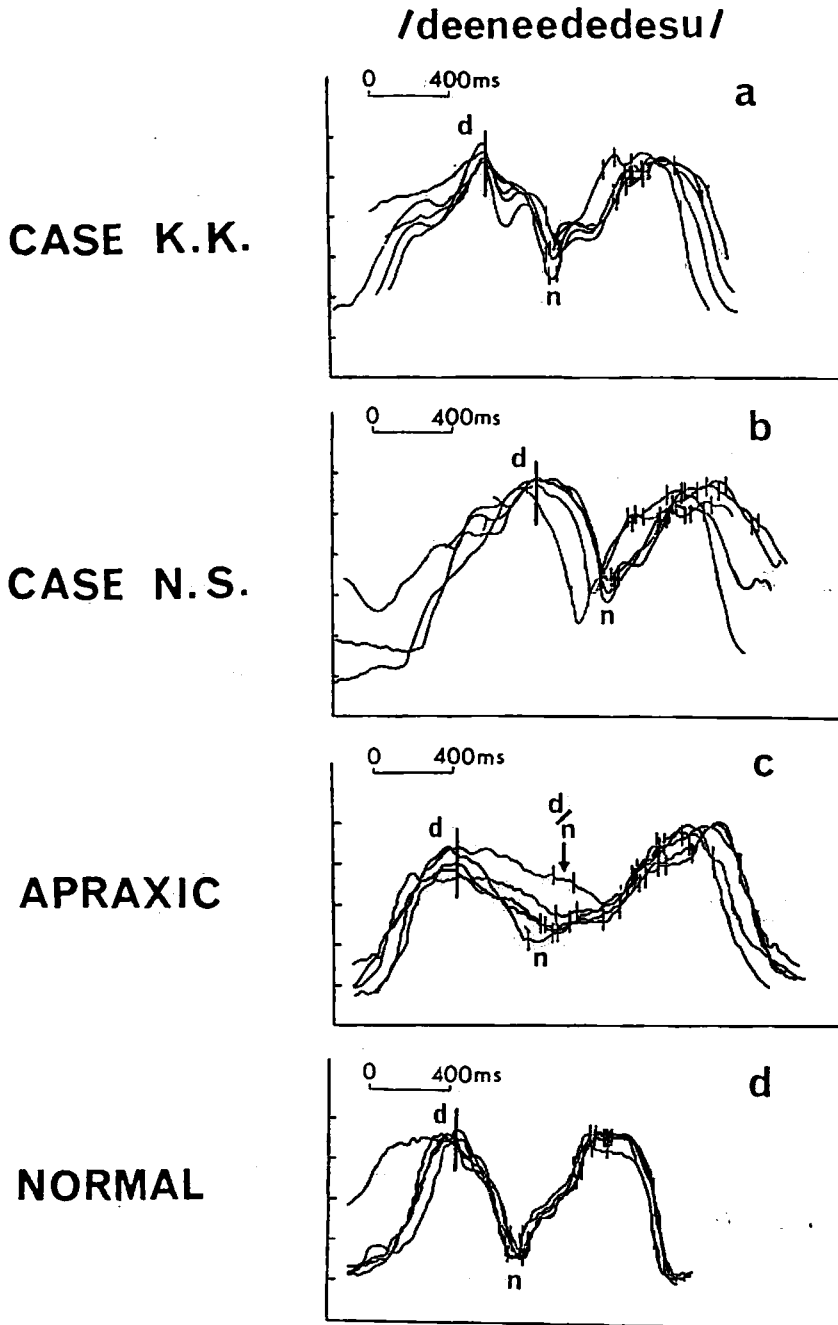 /deeneededesu/
0 400ms a
d
CASE K.K.
n
0 400ms b
d
CASE N.S.
n
0 400ms c
d/n
d
APRAXIC
n
0 400ms d
d
NORMAL
n